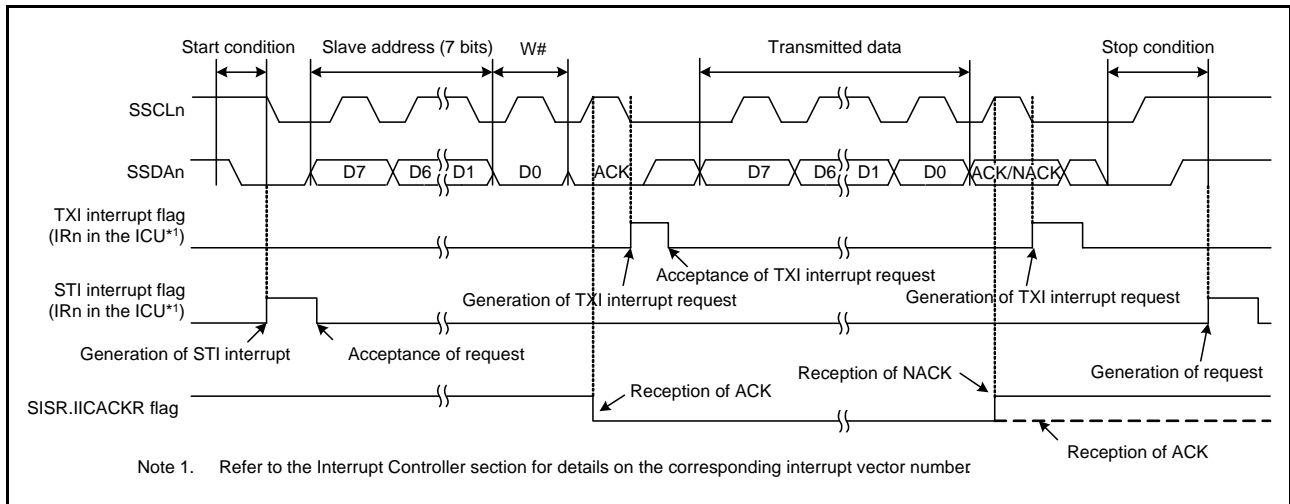 Start condition
Slave address (7 bits)
W#
Transmitted data
Stop condition
SSCLn
SSDAn
D7
D6
D1
D0
ACK
D7
D6
D1
D0
ACK/NACK
TXI interrupt flag
(IRn in the ICU*1)
Acceptance of TXI interrupt request
Generation of TXI interrupt request
Generation of TXI interrupt request
STI interrupt flag
(IRn in the ICU*1)
Generation of STI interrupt
Acceptance of request
Generation of request
Reception of ACK
Reception of NACK
SISR.IICACKR flag
Reception of ACK
Note 1. Refer to the Interrupt Controller section for details on the corresponding interrupt vector number